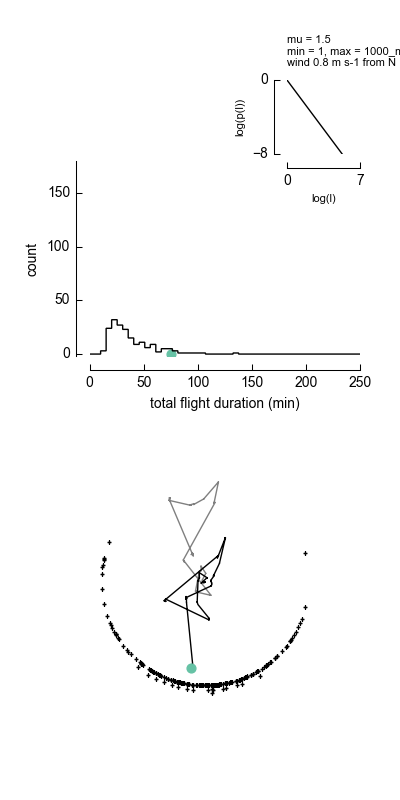 mu = 1.5
min = 1, max = 1000_m
wind 0.8 m s-1 from N
0
log(p(l))
−8
0
7
log(l)
150
100
50
0
count
0
50
100
150
200
250
total flight duration (min)